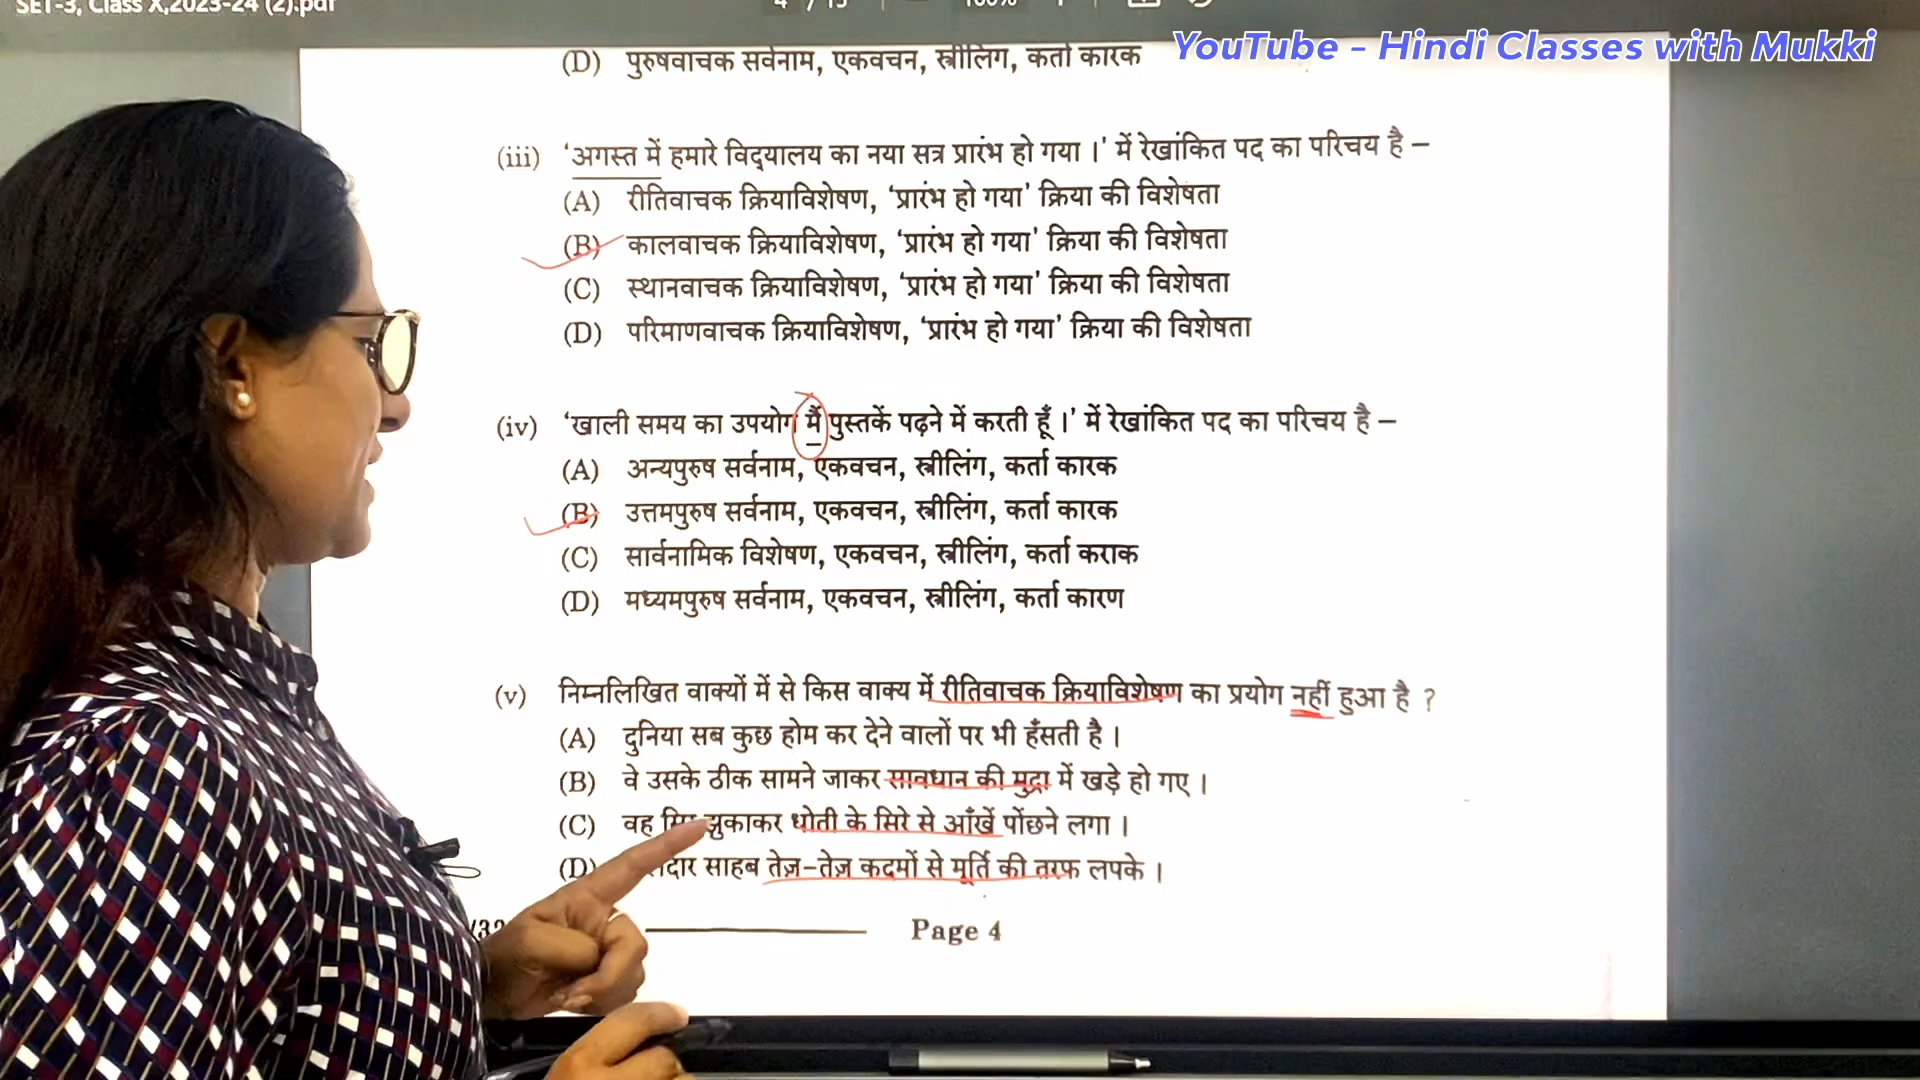 SET-3, Class X,2023-24 (2).pdf
YouTube – Hindi Classes with Mukki
(D) पुरुषवाचक सर्वनाम, एकवचन, स्त्रीलिंग, कर्ता कारक
(iii) 'अगस्त में हमारे विद्यालय का नया सत्र प्रारंभ हो गया ।' में रेखांकित पद का परिचय है –
(A) रीतिवाचक क्रियाविशेषण, 'प्रारंभ हो गया' क्रिया की विशेषता
(B) कालवाचक क्रियाविशेषण, 'प्रारंभ हो गया' क्रिया की विशेषता
(C) स्थानवाचक क्रियाविशेषण, 'प्रारंभ हो गया' क्रिया की विशेषता
(D) परिमाणवाचक क्रियाविशेषण, 'प्रारंभ हो गया' क्रिया की विशेषता
(iv) 'खाली समय का उपयोग मैं पुस्तकें पढ़ने में करती हूँ ।' में रेखांकित पद का परिचय है –
(A) अन्यपुरुष सर्वनाम, एकवचन, स्त्रीलिंग, कर्ता कारक
(B) उत्तमपुरुष सर्वनाम, एकवचन, स्त्रीलिंग, कर्ता कारक
(C) सार्वनामिक विशेषण, एकवचन, स्त्रीलिंग, कर्ता कराक
(D) मध्यमपुरुष सर्वनाम, एकवचन, स्त्रीलिंग, कर्ता कारण
(v) निम्नलिखित वाक्यों में से किस वाक्य में रीतिवाचक क्रियाविशेषण का प्रयोग नहीं हुआ है ?
(A) दुनिया सब कुछ होम कर देने वालों पर भी हँसती है ।
(B) वे उसके ठीक सामने जाकर सावधान की मुद्रा में खड़े हो गए ।
(C) वह झुकाकर धोती के सिरे से आँखें पोंछने लगा ।
(D) साहब तेज़–तेज़ कदमों से मूर्ति की तरफ लपके ।
Page 4